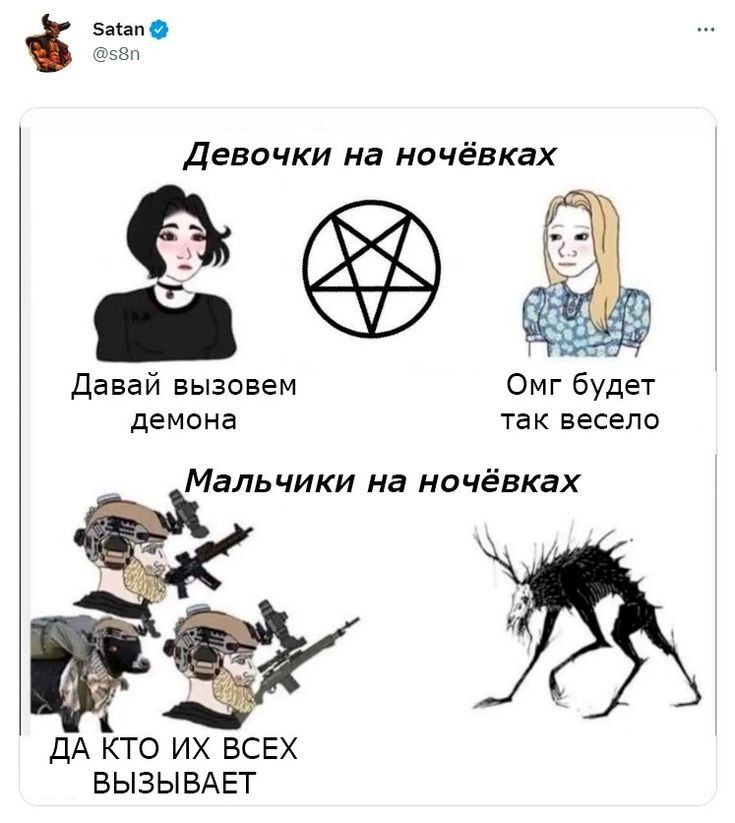 Satan
@s8n
Девочки на ночёвках
Давай вызовем
демона
Омг будет
так весело
Мальчики на ночёвках
ДА КТО ИХ ВСЕХ
ВЫЗЫВАЕТ